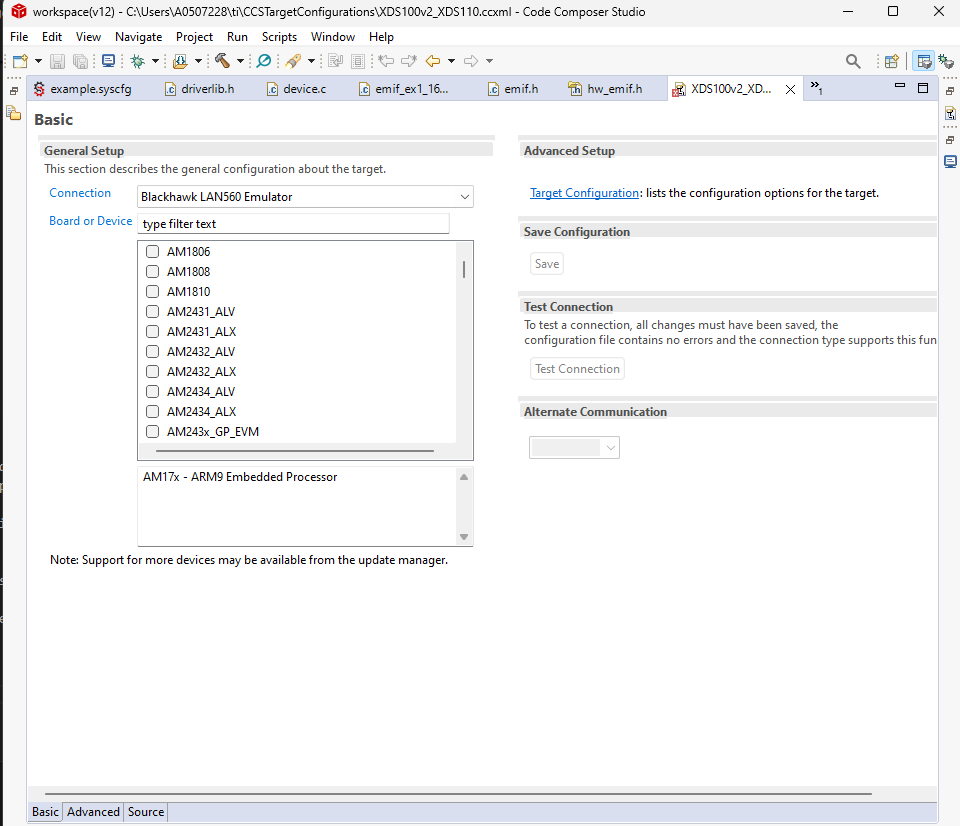 workspace(v12) - C:\Users\A0507228\ti\CCSTargetConfigurations\XDS100v2_XDS110.ccxml - Code Composer Studio
File Edit View Navigate Project Run Scripts Window Help
example.syscfg driverlib.h device.c emif_ex1_16... emif.h hw_emif.h XDS100v2_XD... »1
Basic
General Setup
This section describes the general configuration about the target.
Connection Blackhawk LAN560 Emulator
Board or Device type filter text
AM1806
AM1808
AM1810
AM2431_ALV
AM2431_ALX
AM2432_ALV
AM2432_ALX
AM2434_ALV
AM2434_ALX
AM243x_GP_EVM
AM17x - ARM9 Embedded Processor
Note: Support for more devices may be available from the update manager.
Advanced Setup
Target Configuration: lists the configuration options for the target.
Save Configuration
Save
Test Connection
To test a connection, all changes must have been saved, the
configuration file contains no errors and the connection type supports this fun
Test Connection
Alternate Communication
Basic Advanced Source